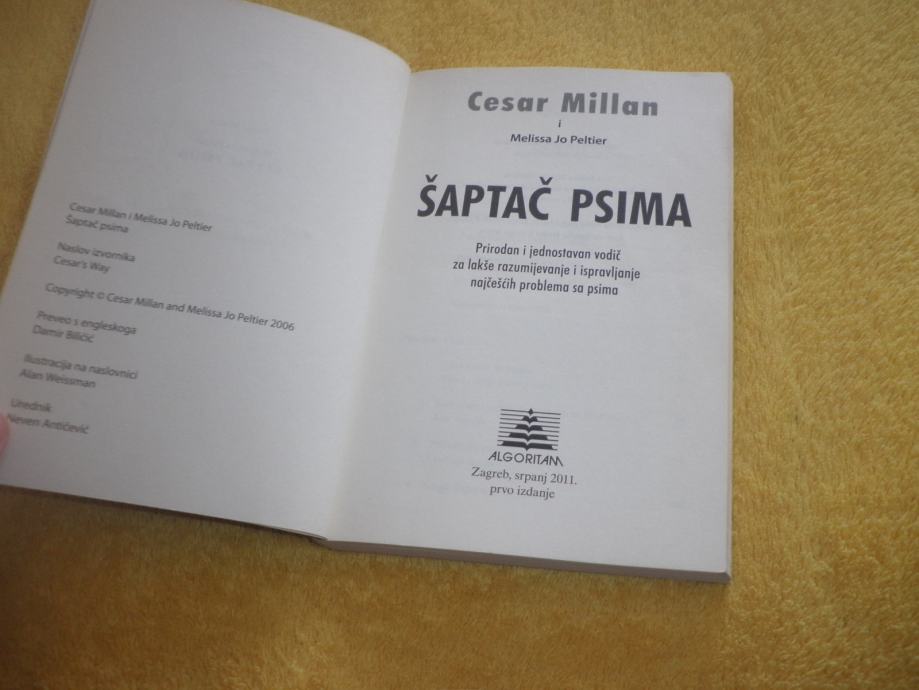 Cesar Millan i Melissa Jo Peltier
Šaptač psima
Naslov izvornika
Cesar's Way
Copyright © Cesar Millan and Melissa Jo Peltier 2006
Preveo s engleskoga
Damir Biličić
Ilustracija na naslovnici
Alan Weissman
Urednik
Neven Antičević
Cesar Millan
i
Melissa Jo Peltier
ŠAPTAČ PSIMA
Prirodan i jednostavan vodič
za lakše razumijevanje i ispravljanje
najčešćih problema sa psima
ALGORITAM
Zagreb, srpanj 2011.
prvo izdanje